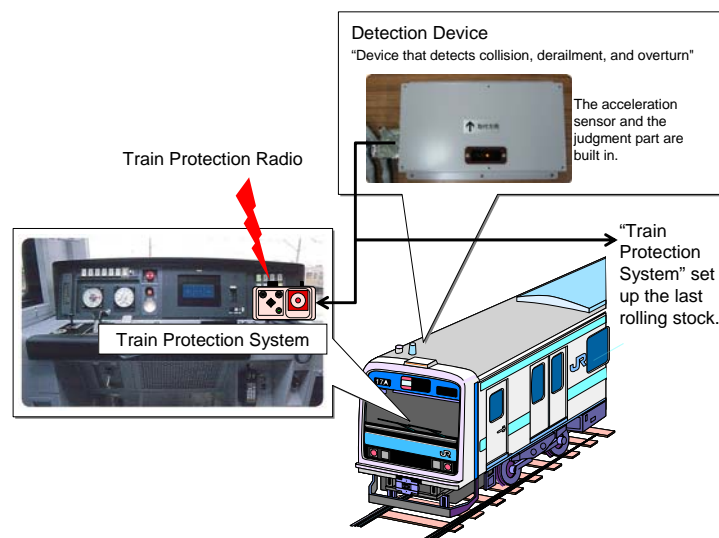 Detection Device
“Device that detects collision, derailment, and overturn”
The acceleration
sensor and the
judgment part are
built in.
Train Protection Radio
“Train
Protection
System” set
up the last
rolling stock.
Train Protection System
17A
JR
JR